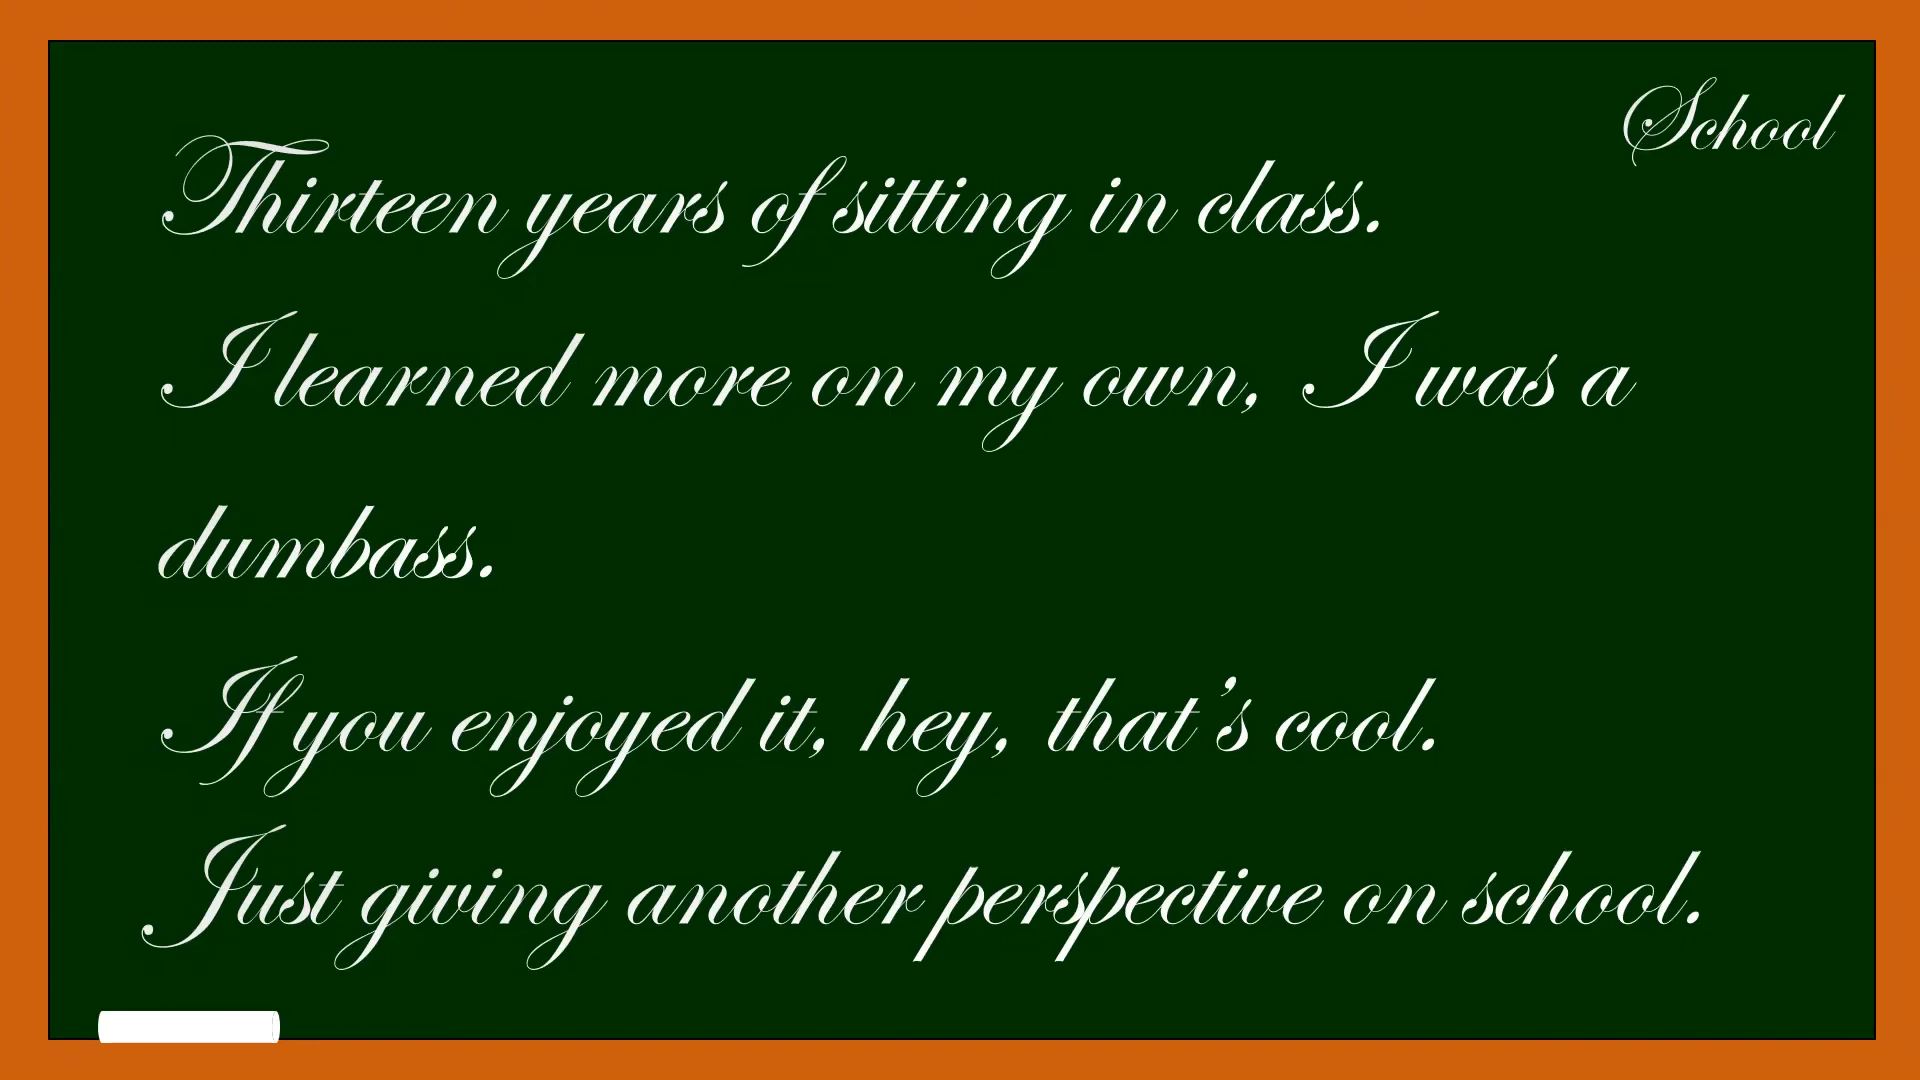 School
Thirteen years of sitting in class.
I learned more on my own, I was a
dumbass.
If you enjoyed it, hey, that’s cool.
Just giving another perspective on school.